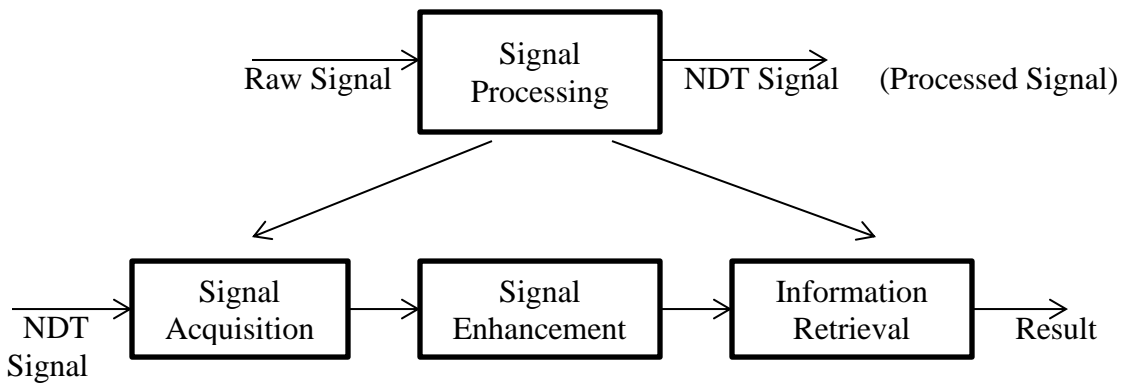 Signal
Processing
Raw Signal
NDT Signal
(Processed Signal)
Signal
Acquisition
Signal
Enhancement
Information
Retrieval
NDT
Signal
Result